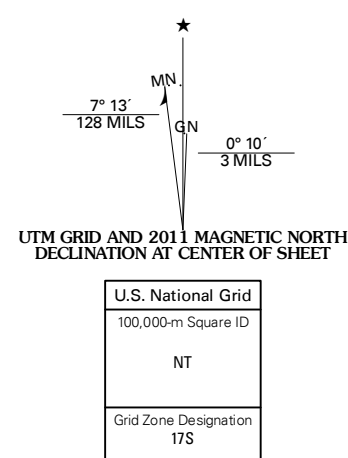 ★
MN
7° 13´
128 MILS
GN
0° 10´
3 MILS
UTM GRID AND 2011 MAGNETIC NORTH
DECLINATION AT CENTER OF SHEET
U.S. National Grid
100,000-m Square ID
NT
Grid Zone Designation
17S